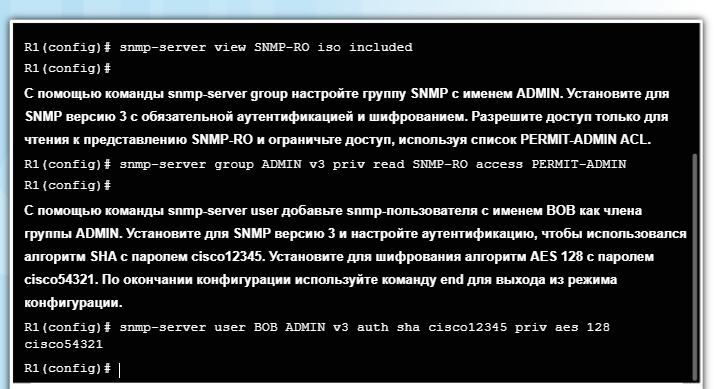 R1(config)# snmp-server view SNMP-RO iso included
R1(config)#
С помощью команды snmp-server group настройте группу SNMP с именем ADMIN. Установите для
SNMP версию 3 с обязательной аутентификацией и шифрованием. Разрешите доступ только для
чтения к представлению SNMP-RO и ограничьте доступ, используя список PERMIT-ADMIN ACL.
R1(config)# snmp-server group ADMIN v3 priv read SNMP-RO access PERMIT-ADMIN
R1(config)#
С помощью команды snmp-server user добавьте snmp-пользователя с именем BOB как члена
группы ADMIN. Установите для SNMP версию 3 и настройте аутентификацию, чтобы использовался
алгоритм SHA с паролем cisco12345. Установите для шифрования алгоритм AES 128 с паролем
cisco54321. По окончании конфигурации используйте команду end для выхода из режима
конфигурации.
R1(config)# snmp-server user BOB ADMIN v3 auth sha cisco12345 priv aes 128
cisco54321
R1(config)#